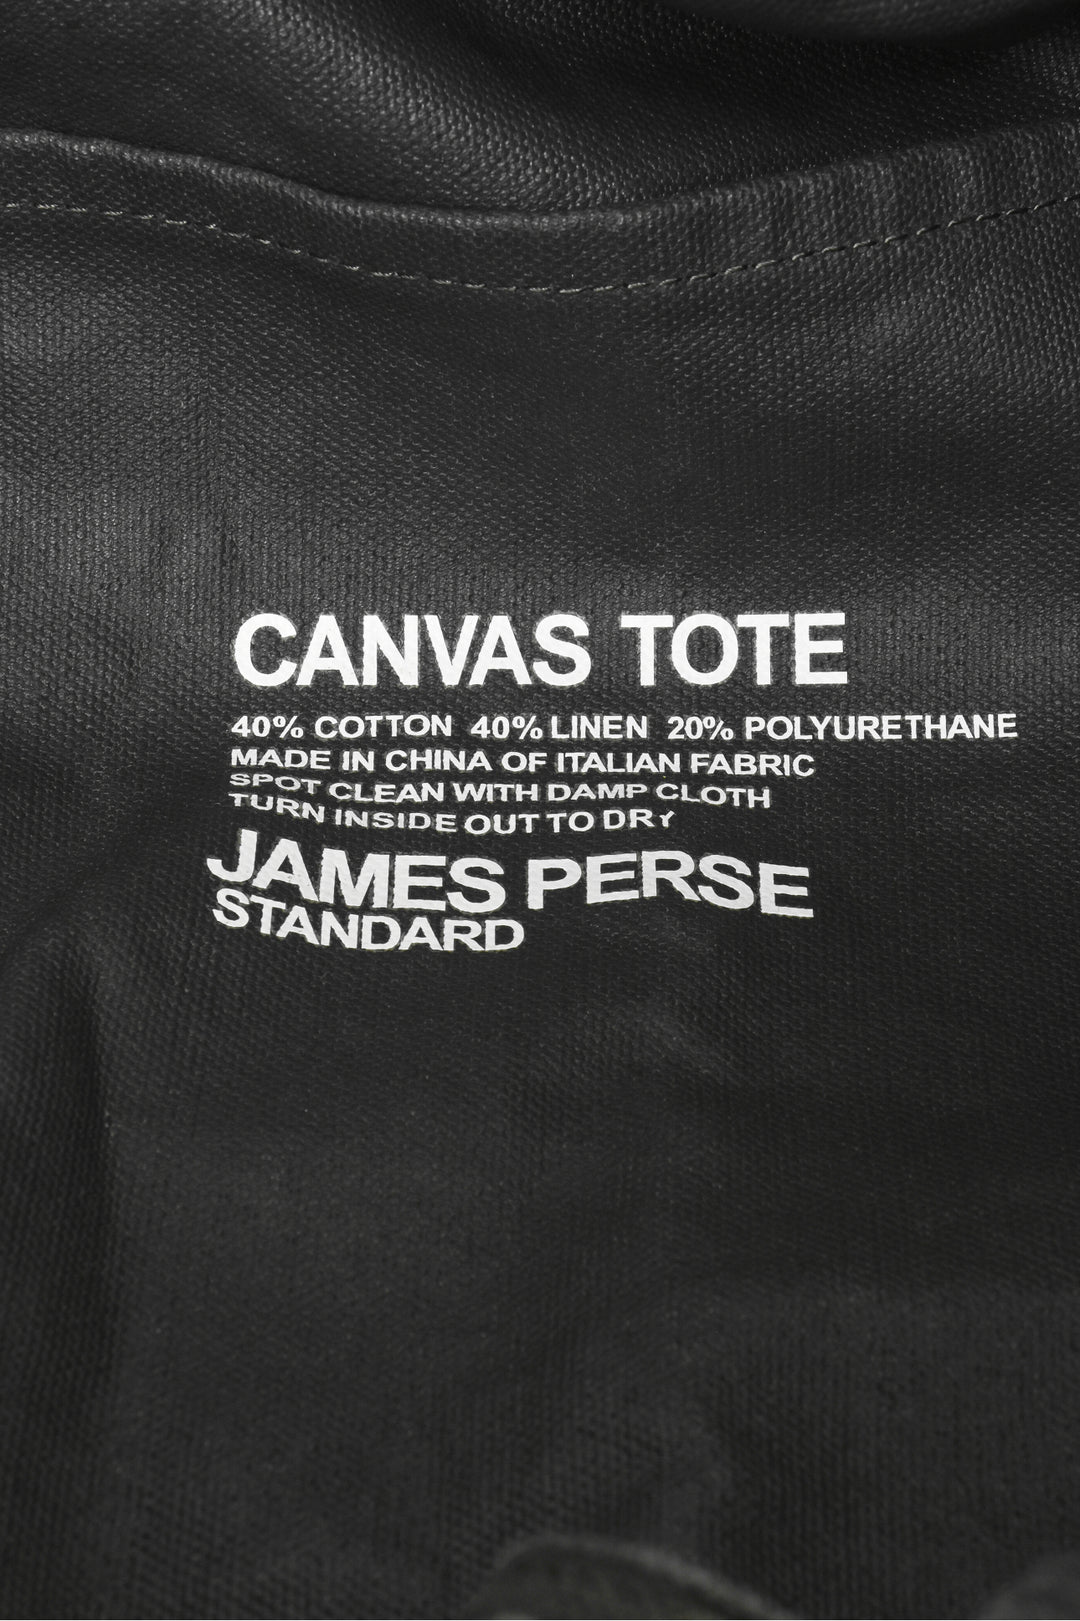 CANVAS TOTE
40% COTTON 40% LINEN 20% POLYURETHANE
MADE IN CHINA OF ITALIAN FABRIC
SPOT CLEAN WITH DAMP CLOTH
TURN INSIDE OUT TO DRY
JAMES PERSE
STANDARD